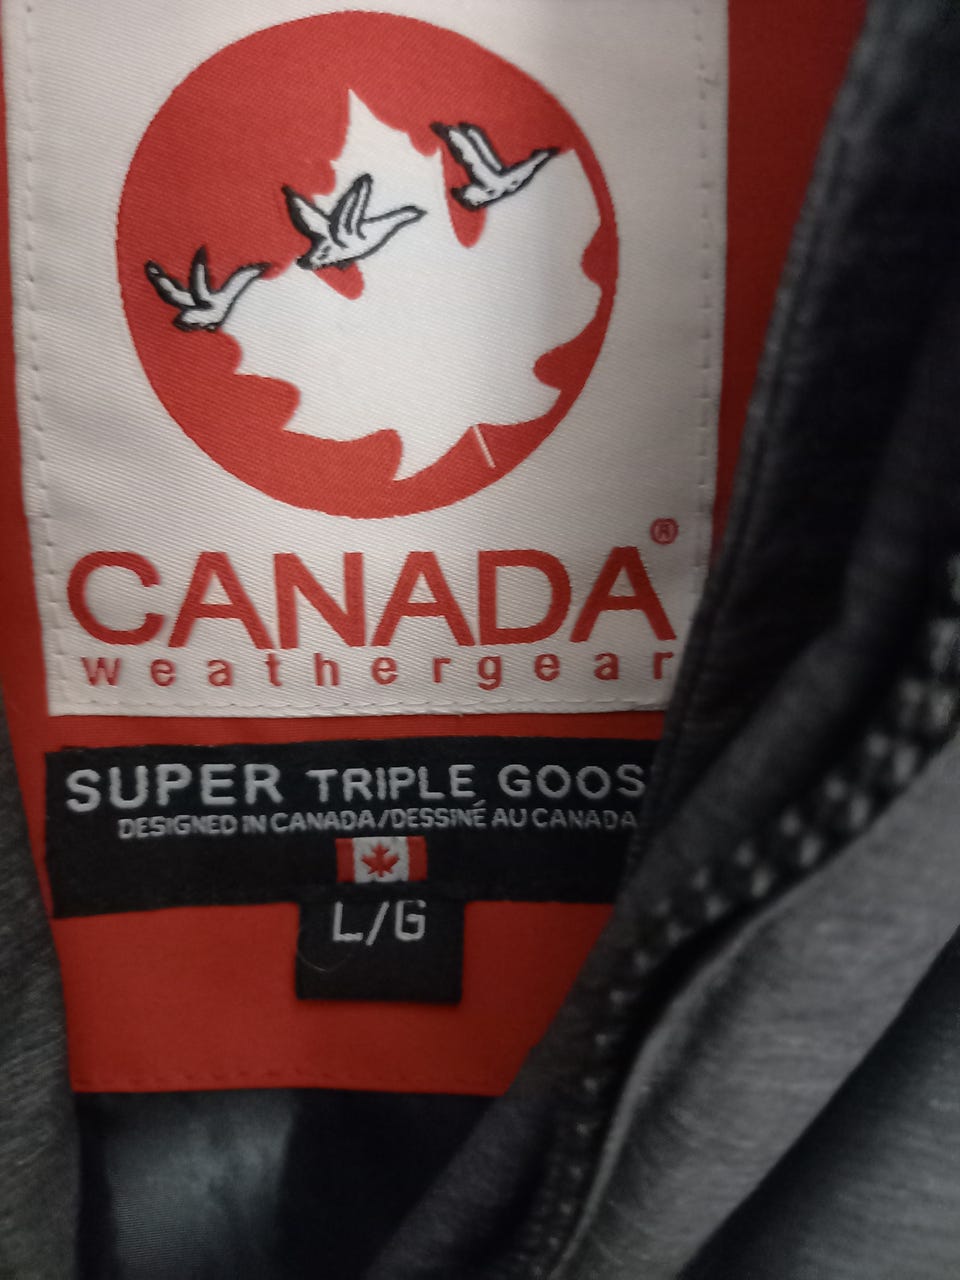 ®
CANADA
weathergear
SUPER TRIPLE GOOS
DESIGNED IN CANADA/DESSINÉ AU CANADA
L/G